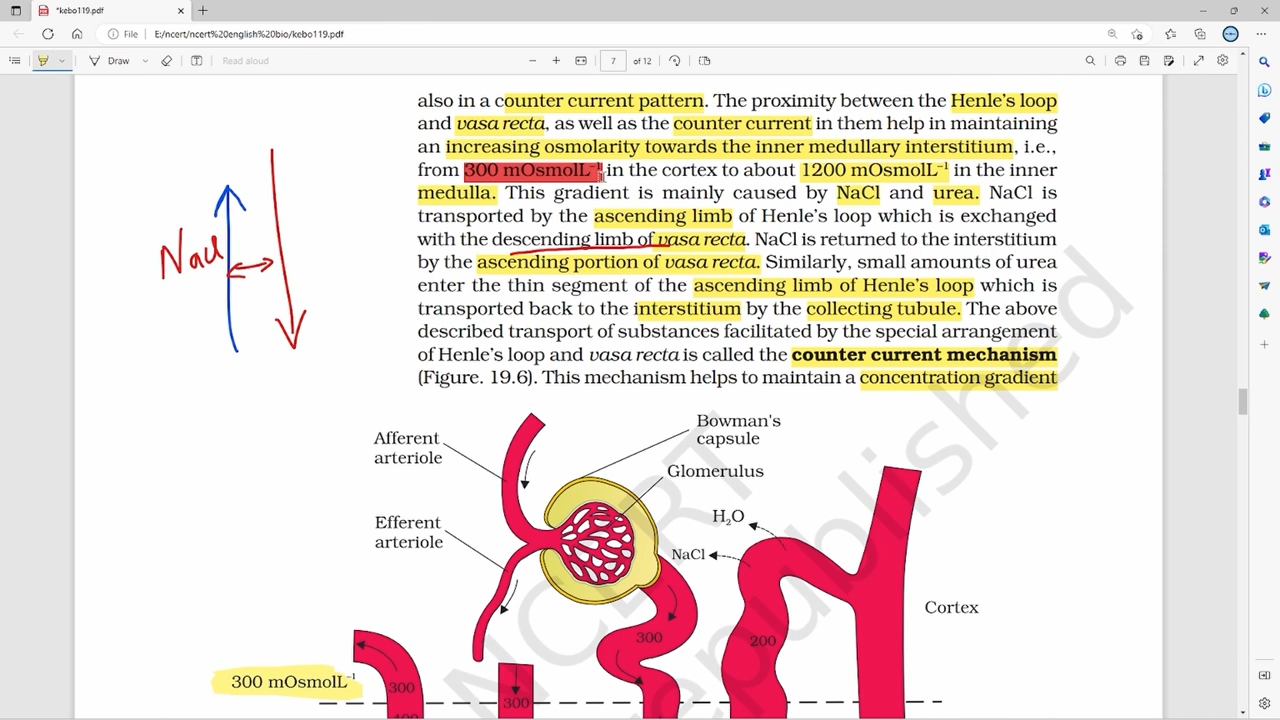 *kebo119.pdf
File
E:/ncert/ncert%20english%20bio/kebo119.pdf
Draw
Read aloud
7
of 12
also in a counter current pattern. The proximity between the Henle's loop
and vasa recta, as well as the counter current in them help in maintaining
an increasing osmolarity towards the inner medullary interstitium, i.e.,
from 300 mOsmolL⁻¹ in the cortex to about 1200 mOsmolL⁻¹ in the inner
medulla. This gradient is mainly caused by NaCl and urea. NaCl is
transported by the ascending limb of Henle's loop which is exchanged
with the descending limb of vasa recta. NaCl is returned to the interstitium
by the ascending portion of vasa recta. Similarly, small amounts of urea
enter the thin segment of the ascending limb of Henle's loop which is
transported back to the interstitium by the collecting tubule. The above
described transport of substances facilitated by the special arrangement
of Henle's loop and vasa recta is called the counter current mechanism
(Figure. 19.6). This mechanism helps to maintain a concentration gradient
NaCl
Afferent
arteriole
Bowman's
capsule
Glomerulus
Efferent
arteriole
H₂O
NaCl
Cortex
300
200
300 mOsmolL⁻¹
300
300
400
NCERT
republished